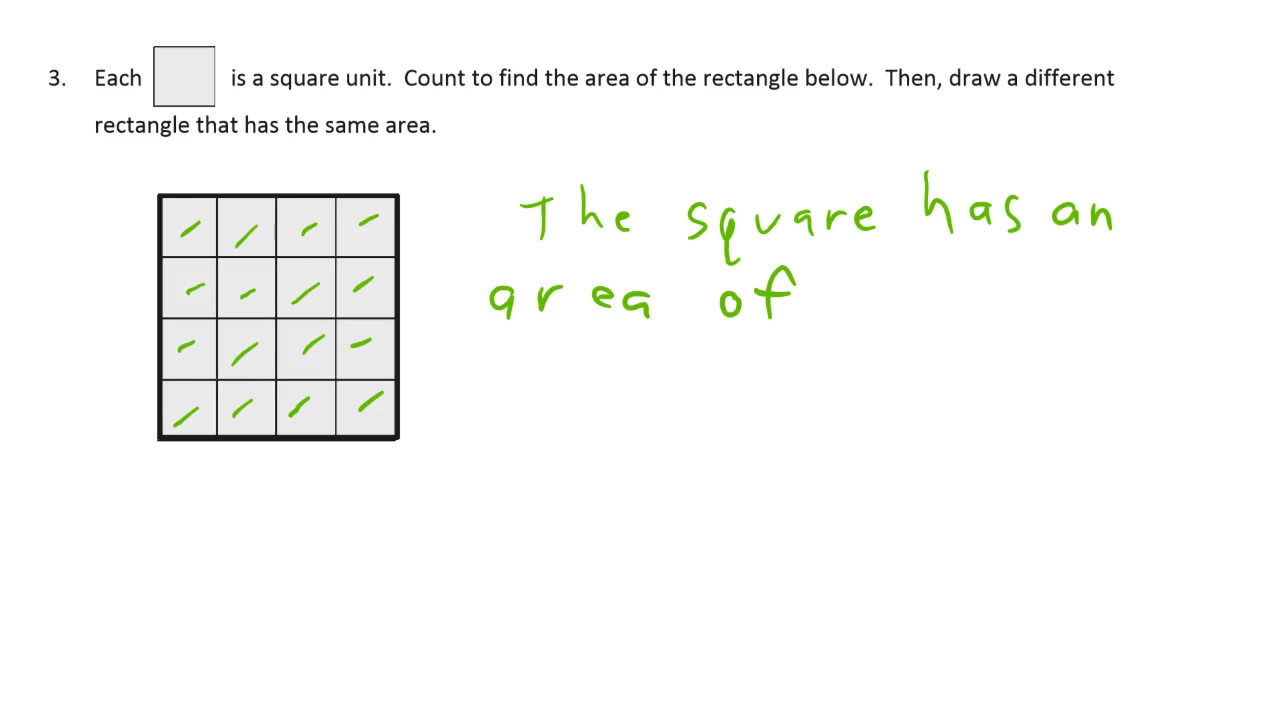 3. Each is a square unit. Count to find the area of the rectangle below. Then, draw a different
rectangle that has the same area.
The square has an
area of